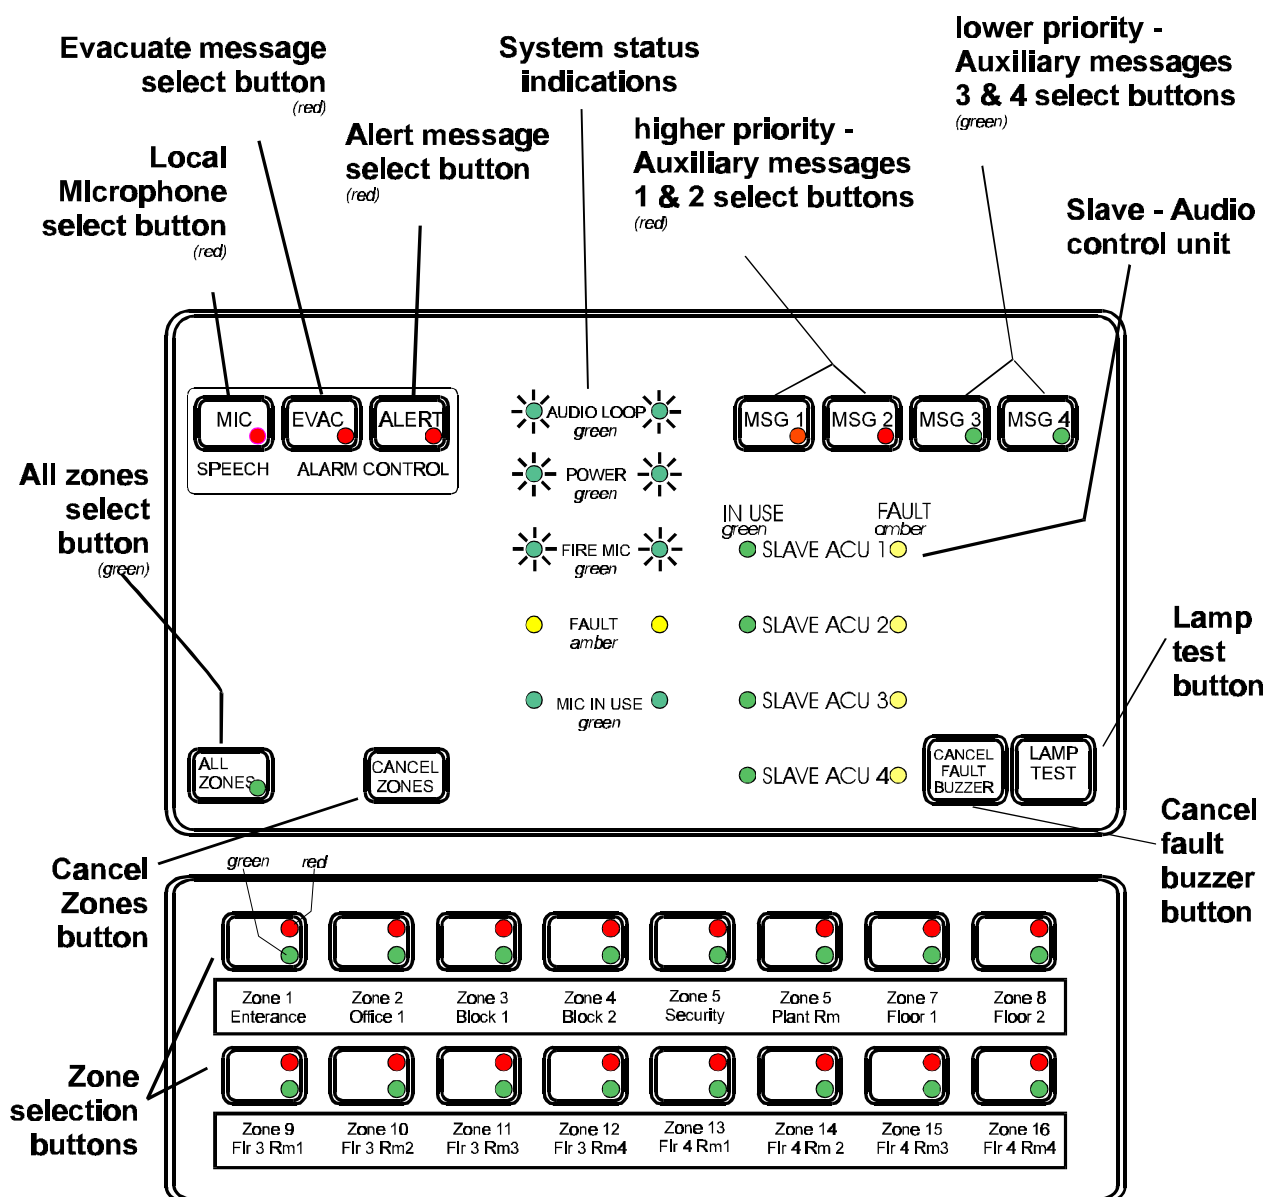 Evacuate message
select button
(red)
System status
indications
lower priority -
Auxiliary messages
3 & 4 select buttons
(green)
Local
MIcrophone
select button
(red)
Alert message
select button
(red)
higher priority -
Auxiliary messages
1 & 2 select buttons
(red)
Slave - Audio
control unit
MIC
EVAC
ALERT
SPEECH
ALARM CONTROL
AUDIO LOOP
green
POWER
green
FIRE MIC
green
FAULT
amber
MIC IN USE
green
MSG 1
MSG 2
MSG 3
MSG 4
IN USE
green
FAULT
amber
SLAVE ACU 1
SLAVE ACU 2
SLAVE ACU 3
SLAVE ACU 4
All zones
select
button
(green)
ALL
ZONES
CANCEL
ZONES
CANCEL
FAULT
BUZZER
LAMP
TEST
Lamp
test
button
Cancel
fault
buzzer
button
Cancel
Zones
button
green
red
Zone 1
Enterance
Zone 2
Office 1
Zone 3
Block 1
Zone 4
Block 2
Zone 5
Security
Zone 5
Plant Rm
Zone 7
Floor 1
Zone 8
Floor 2
Zone
selection
buttons
Zone 9
Flr 3 Rm1
Zone 10
Flr 3 Rm2
Zone 11
Flr 3 Rm3
Zone 12
Flr 3 Rm4
Zone 13
Flr 4 Rm1
Zone 14
Flr 4 Rm 2
Zone 15
Flr 4 Rm3
Zone 16
Flr 4 Rm4